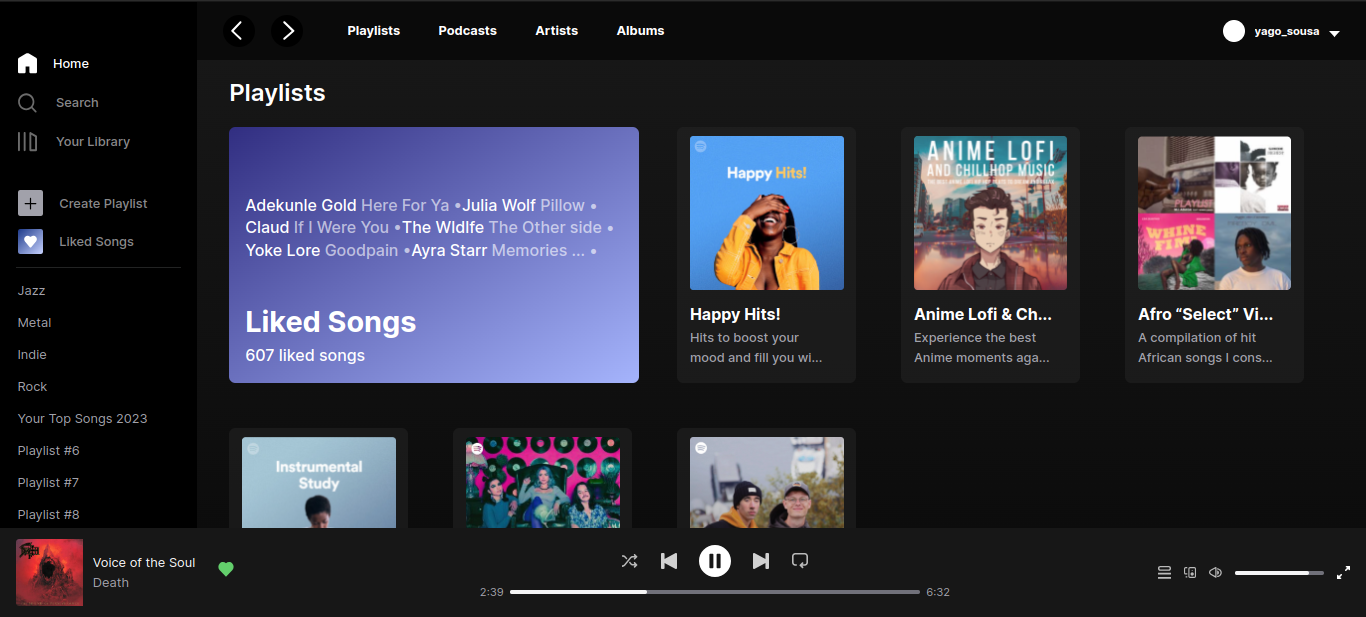 Playlists Podcasts Artists Albums
yago_sousa
Home
Search
Your Library
Create Playlist
Liked Songs
Jazz
Metal
Indie
Rock
Your Top Songs 2023
Playlist #6
Playlist #7
Playlist #8
Playlists
Adekunle Gold Here For Ya •Julia Wolf Pillow •
Claud If I Were You •The Wldlfe The Other side •
Yoke Lore Goodpain •Ayra Starr Memories ... •
Liked Songs
607 liked songs
Happy Hits!
Happy Hits!
Hits to boost your
mood and fill you wi...
ANIME LOFI
AND CHILLHOP MUSIC
Anime Lofi & Ch...
Experience the best
Anime moments aga...
PLAYLIST
WHINE
Afro “Select” Vi...
A compilation of hit
African songs I cons...
Instrumental
Study
Voice of the Soul
Death
2:39
6:32